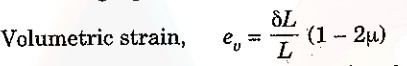 Volumetric strain, e_v = δL/L (1 – 2μ)